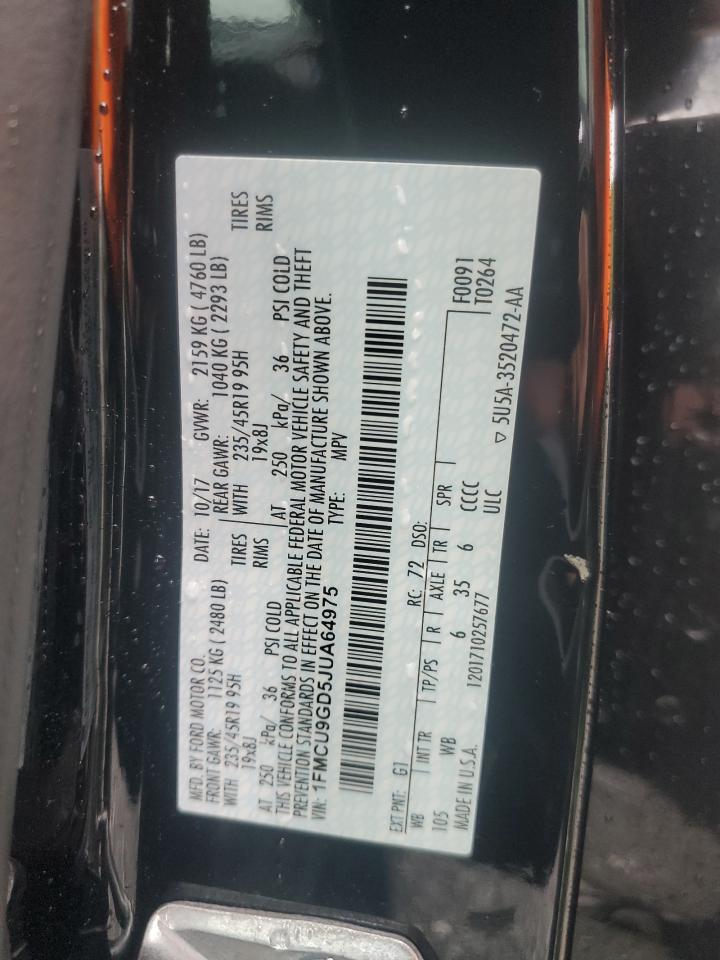 MFD. BY FORD MOTOR CO.
DATE: 10/17 GVWR: 2159 KG ( 4760 LB)
FRONT GAWR: 1125 KG ( 2480 LB)
REAR GAWR: 1040 KG ( 2293 LB)
WITH 235/45R19 95H TIRES
WITH 235/45R19 95H TIRES
19x8J RIMS
19x8J RIMS
AT 250 kPa/ 36 PSI COLD
AT 250 kPa/ 36 PSI COLD
THIS VEHICLE CONFORMS TO ALL APPLICABLE FEDERAL MOTOR VEHICLE SAFETY AND THEFT
PREVENTION STANDARDS IN EFFECT ON THE DATE OF MANUFACTURE SHOWN ABOVE.
VIN: 1FMCU9GD5JUA64975 TYPE: MPV
EXT PNT: G1 RC: 72 DSO:
WB INT TR TP/PS R AXLE TR SPR F0091
105 WB 6 35 6 CCCC T0264
MADE IN U.S.A. 1201710257677 ULC ▽ 5U5A-3520472-AA